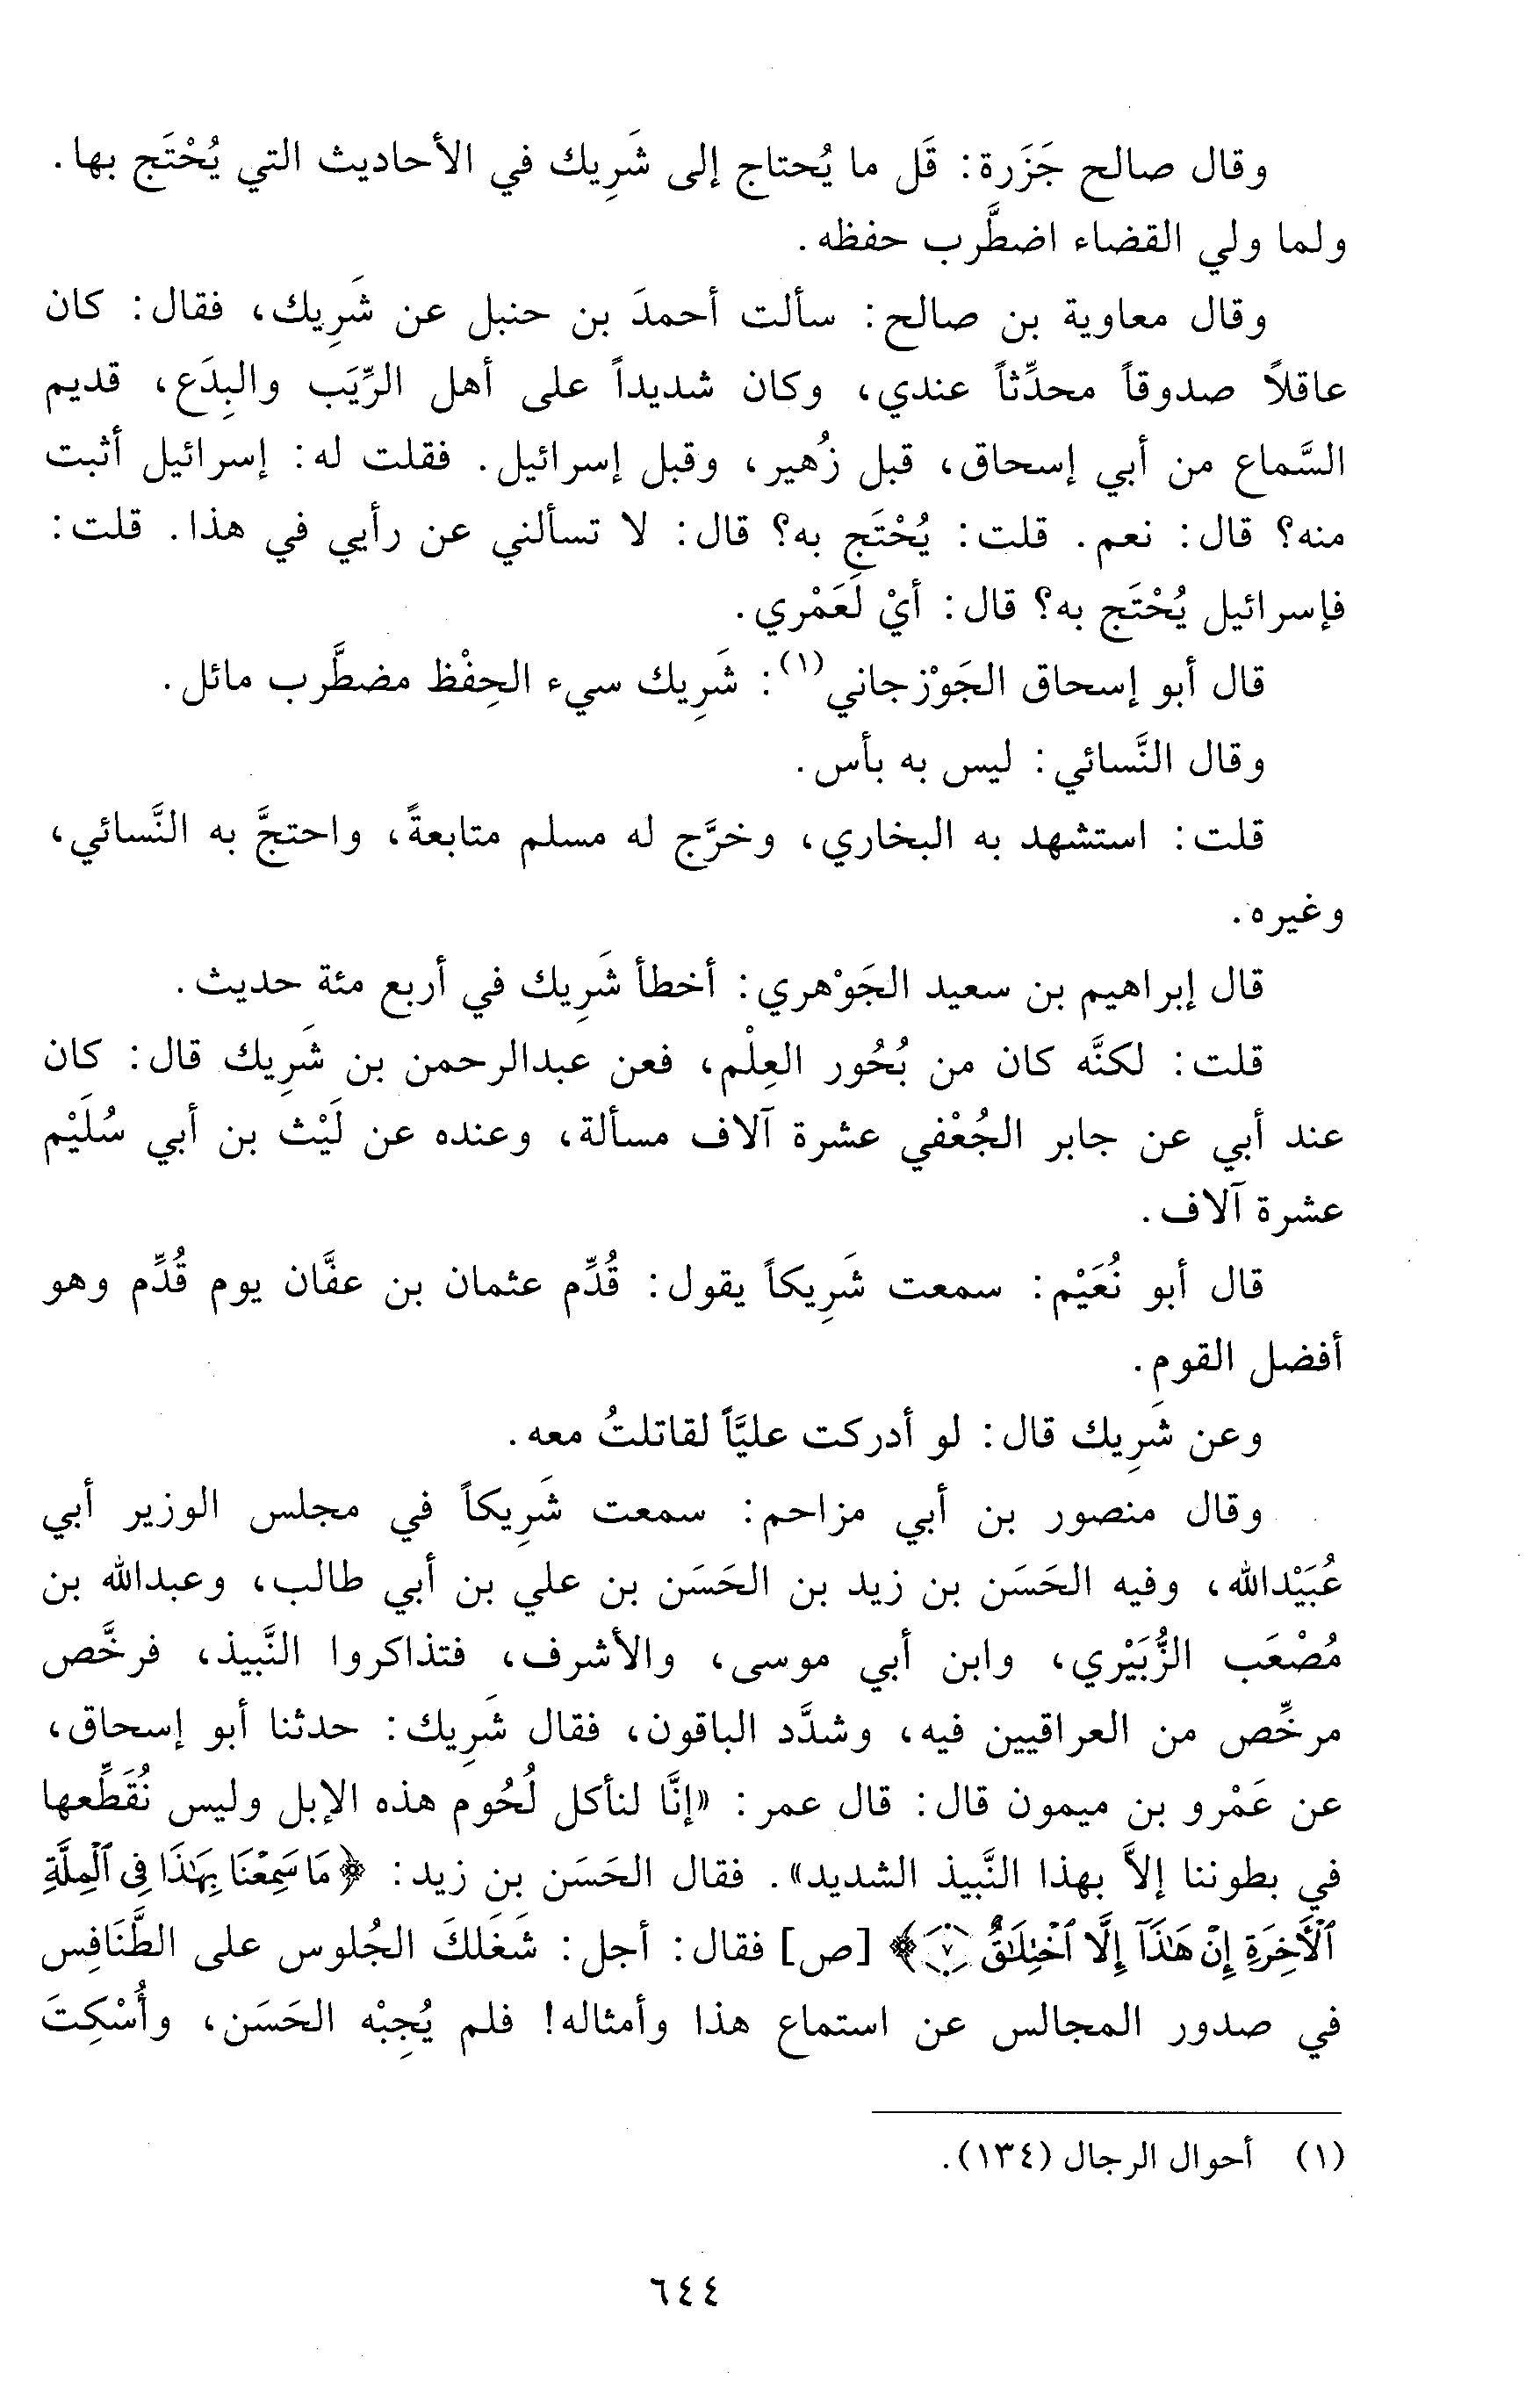 وقال صالح جَزَرة: قَل ما يُحتاج إلى شَرِيك في الأحاديث التي يُحْتَج بها.
ولما ولي القضاء اضطَّرب حفظه.
وقال معاوية بن صالح: سألت أحمدَ بن حنبل عن شَرِيك، فقال: كان
عاقلاً صدوقاً محدِّثاً عندي، وكان شديداً على أهل الرِّيَب والبِدَع، قديم
السَّماع من أبي إسحاق، قبل زُهير، وقبل إسرائيل. فقلت له: إسرائيل أثبت
منه؟ قال: نعم. قلت: يُحْتَج به؟ قال: لا تسألني عن رأيي في هذا. قلت:
فإسرائيل يُحْتَج به؟ قال: أيْ لَعَمْري.
قال أبو إسحاق الجَوْزجاني(١): شَرِيك سيء الحِفْظ مضطَّرب مائل.
وقال النَّسائي: ليس به بأس.
قلت: استشهد به البخاري، وخرَّج له مسلم متابعةً، واحتجَّ به النَّسائي،
وغيره.
قال إبراهيم بن سعيد الجَوْهري: أخطأ شَرِيك في أربع مئة حديث.
قلت: لكنَّه كان من بُحُور العِلْم، فعن عبدالرحمن بن شَرِيك قال: كان
عند أبي عن جابر الجُعْفي عشرة آلاف مسألة، وعنده عن لَيْث بن أبي سُلَيْم
عشرة آلاف.
قال أبو نُعَيْم: سمعت شَرِيكاً يقول: قُدِّم عثمان بن عفَّان يوم قُدِّم وهو
أفضل القومِ.
وعن شَرِيك قال: لو أدركت عليَّاً لقاتلتُ معه.
وقال منصور بن أبي مزاحم: سمعت شَرِيكاً في مجلس الوزير أبي
عُبَيْدالله، وفيه الحَسَن بن زيد بن الحَسَن بن علي بن أبي طالب، وعبدالله بن
مُصْعَب الزُّبَيْري، وابن أبي موسى، والأشرف، فتذاكروا النَّبيذ، فرخَّص
مرخِّص من العراقيين فيه، وشدَّد الباقون، فقال شَرِيك: حدثنا أبو إسحاق،
عن عَمْرو بن ميمون قال: قال عمر: «إنَّا لنأكل لُحُوم هذه الإبل وليس نُقَطِّعها
في بطوننا إلاَّ بهذا النَّبيذ الشديد». فقال الحَسَن بن زيد: ﴿مَا سَمِعْنَا بِهَٰذَا فِي ٱلْمِلَّةِ
ٱلْأَخِرَةِ إِنْ هَٰذَآ إِلَّا ٱخْتِلَٰقٌ ۝٧﴾ [ص] فقال: أجل: شَغَلكَ الجُلوس على الطَّنَافِس
في صدور المجالس عن استماع هذا وأمثاله! فلم يُجِبْه الحَسَن، وأُسْكِتَ
(١) أحوال الرجال (١٣٤).
٦٤٤